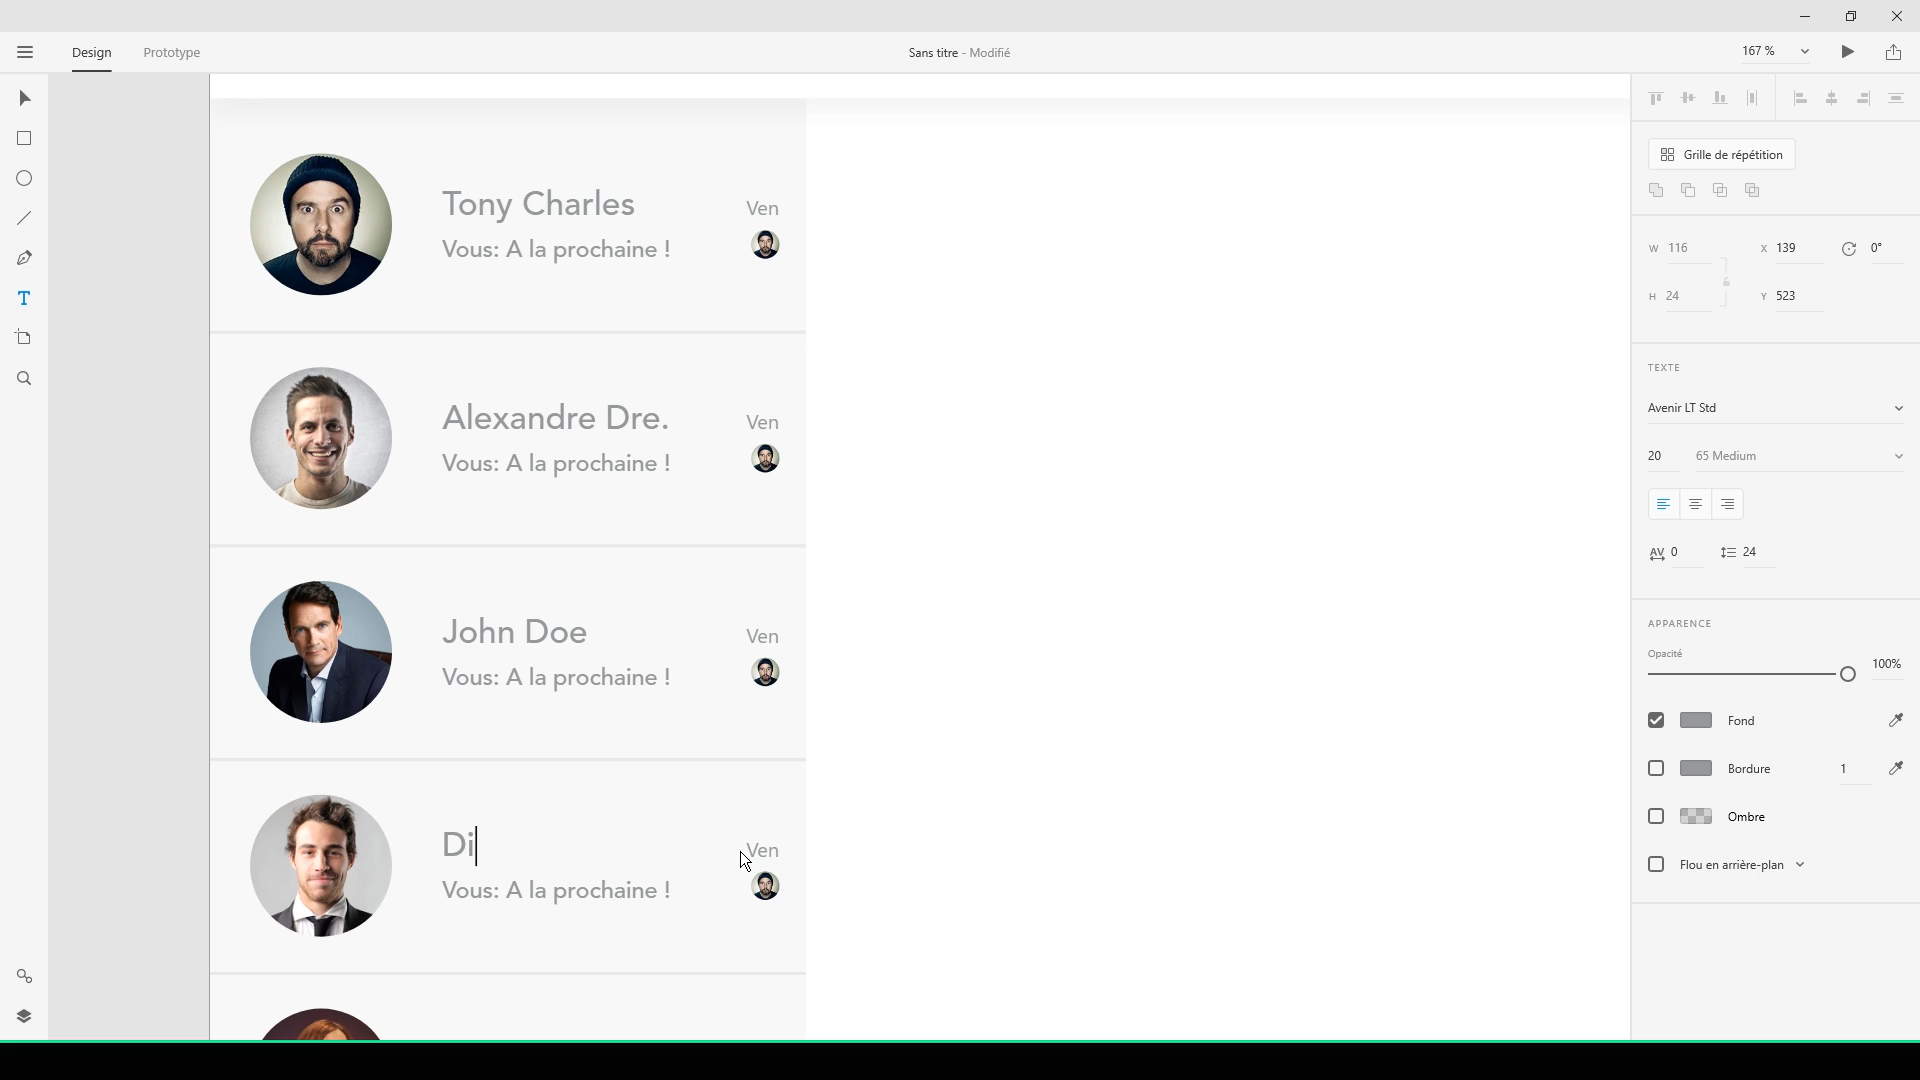 Design
Prototype
Sans titre - Modifié
167 %
Grille de répétition
W 116
X 139
0°
H 24
Y 523
TEXTE
Avenir LT Std
20
65 Medium
AV 0
24
APPARENCE
Opacité
100%
Fond
Bordure
1
Ombre
Flou en arrière-plan
Tony Charles
Ven
Vous: A la prochaine !
Alexandre Dre.
Ven
Vous: A la prochaine !
John Doe
Ven
Vous: A la prochaine !
Di
Ven
Vous: A la prochaine !